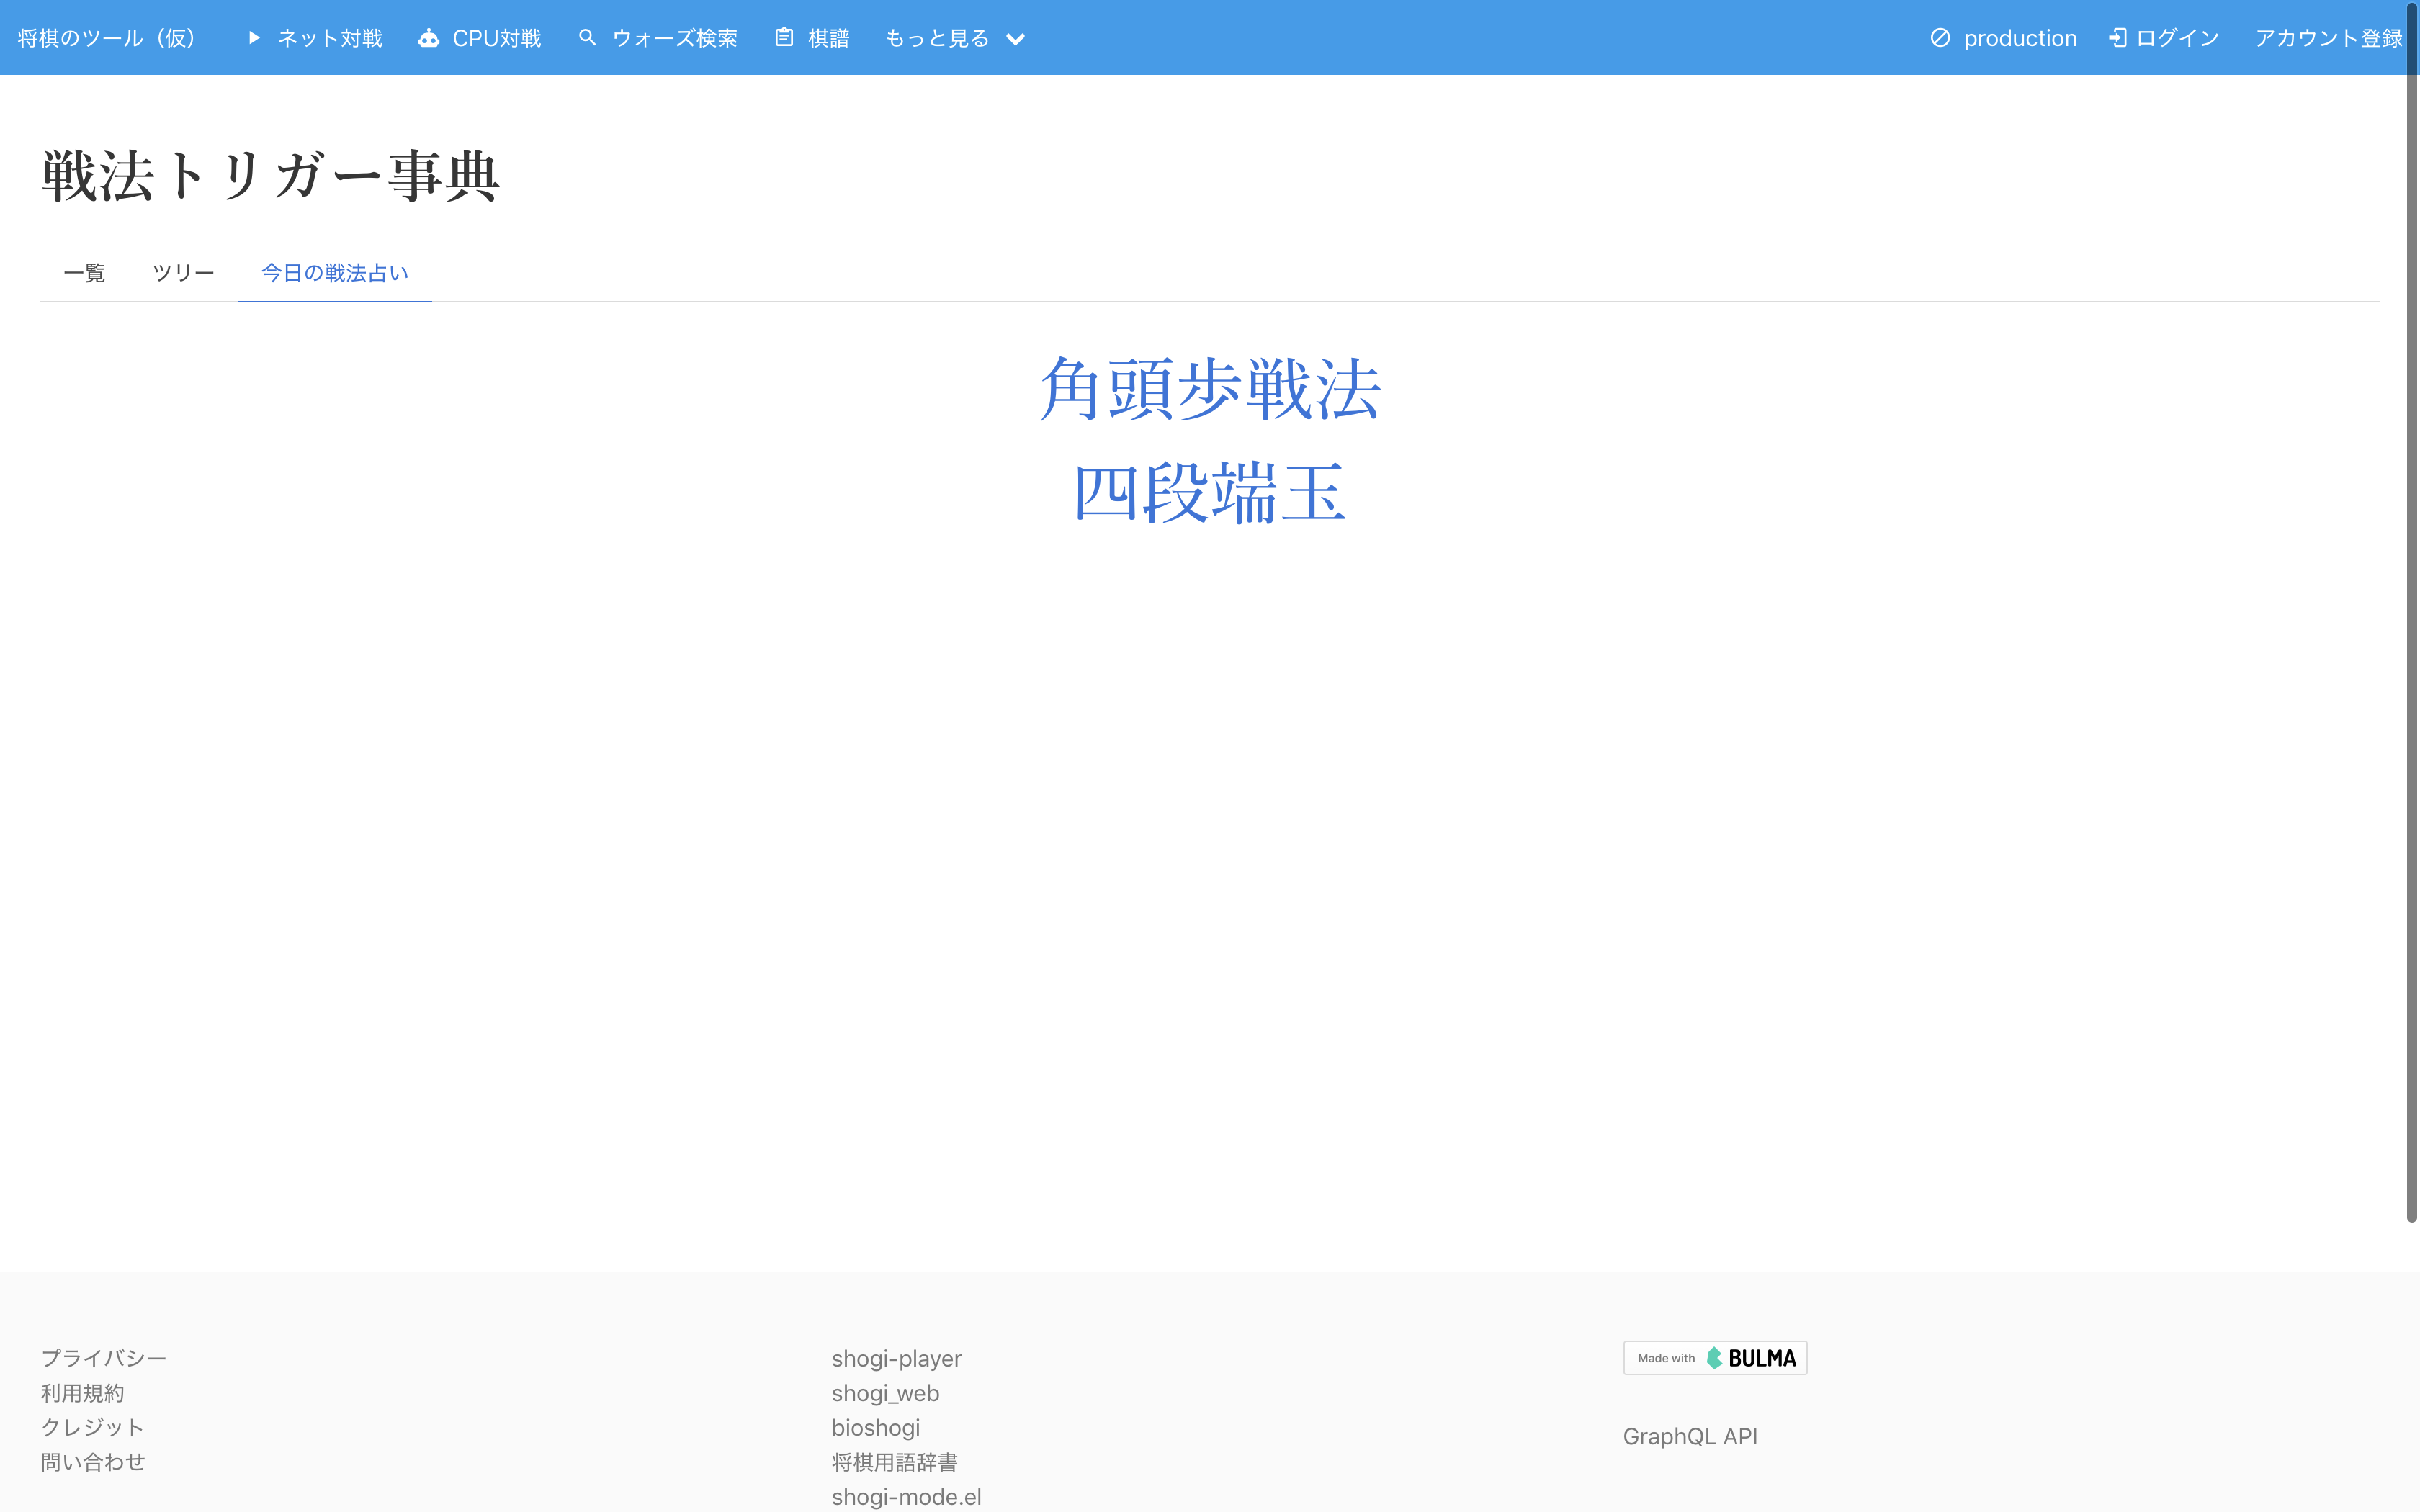 将棋のツール（仮） ネット対戦 CPU対戦 ウォーズ検索 棋譜 もっと見る production ログイン アカウント登録
戦法トリガー事典
一覧 ツリー 今日の戦法占い
角頭歩戦法
四段端玉
プライバシー
利用規約
クレジット
問い合わせ
shogi-player
shogi_web
bioshogi
将棋用語辞書
shogi-mode.el
Made with BULMA
GraphQL API